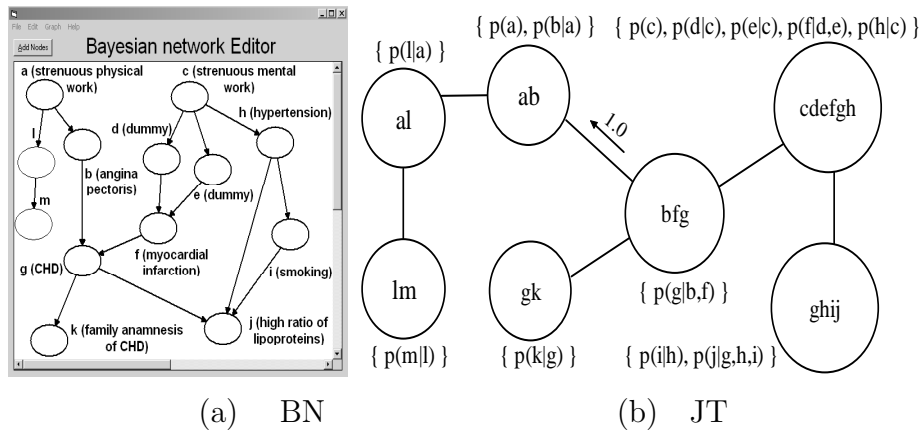 File Edit Graph Help
Add Nodes
Bayesian network Editor
a (strenuous physical
work)
c (strenuous mental
work)
h (hypertension)
l
d (dummy)
b (angina
pectoris)
e (dummy)
m
f (myocardial
infarction)
i (smoking)
g (CHD)
k (family anamnesis
of CHD)
j (high ratio of
lipoproteins)
(a) BN
{ p(a), p(b|a) }
{ p(c), p(d|c), p(e|c), p(f|d,e), p(h|c) }
{ p(l|a) }
al
ab
cdefgh
1.0
bfg
lm
gk
{ p(g|b,f) }
ghij
{ p(m|l) }
{ p(k|g) }
{ p(i|h), p(j|g,h,i) }
(b) JT